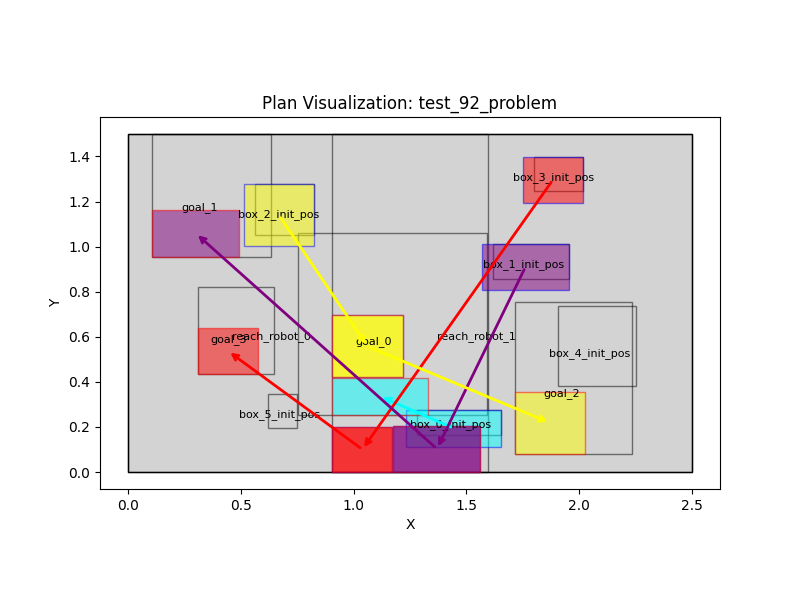 Plan Visualization: test_92_problem
Y
1.4
1.2
1.0
0.8
0.6
0.4
0.2
0.0
box_3_init_pos
goal_1
box_2_init_pos
box_1_init_pos
goal_3
reach_robot_0
goal_0
reach_robot_1
box_4_init_pos
goal_2
box_5_init_pos
box_0_init_pos
0.0
0.5
1.0
1.5
2.0
2.5
X